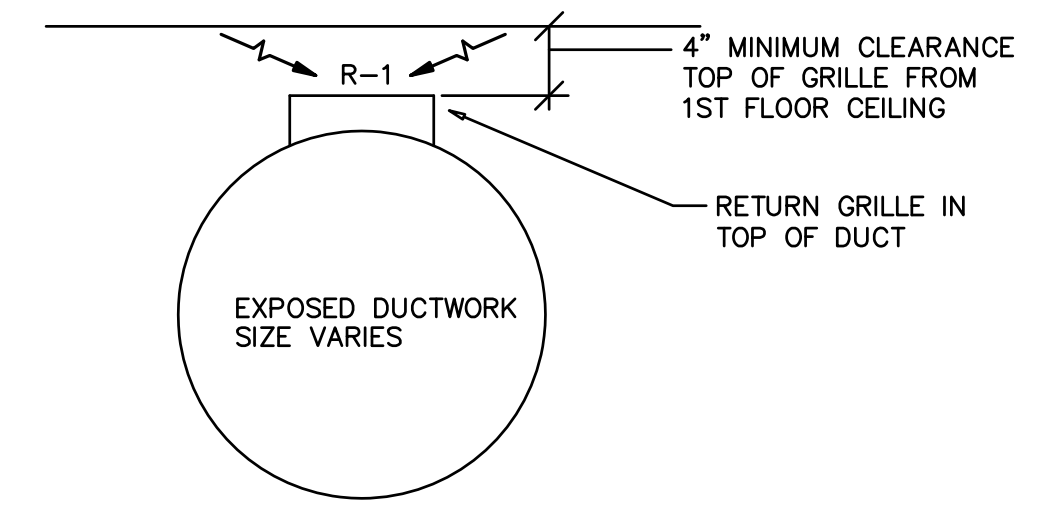 R-1
4" MINIMUM CLEARANCE
TOP OF GRILLE FROM
1ST FLOOR CEILING
RETURN GRILLE IN
TOP OF DUCT
EXPOSED DUCTWORK
SIZE VARIES